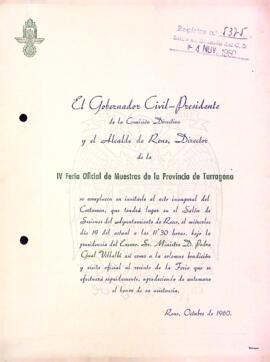 Registro nº 5375
4 NOV. 1960
El Gobernador Civil-Presidente
de la Comisión Directiva
y el Alcalde de Reus, Director
de la
IV Feria Oficial de Muestras de la Provincia de Tarragona
se complacen en invitarle al acto inaugural del
Certamen, que tendrá lugar en el Salón de
Sesiones del Ayuntamiento de Reus, el miércoles
día 19 del actual a las 11'30 horas, bajo la
presidencia del Excmo. Sr. Ministro D. Pedro
Gual Villalbí así como a la solemne bendición y
visita oficial al recinto de la Feria que se
efectuará seguidamente, agradeciendo de antemano
el honor de su asistencia.
Reus, Octubre de 1960.